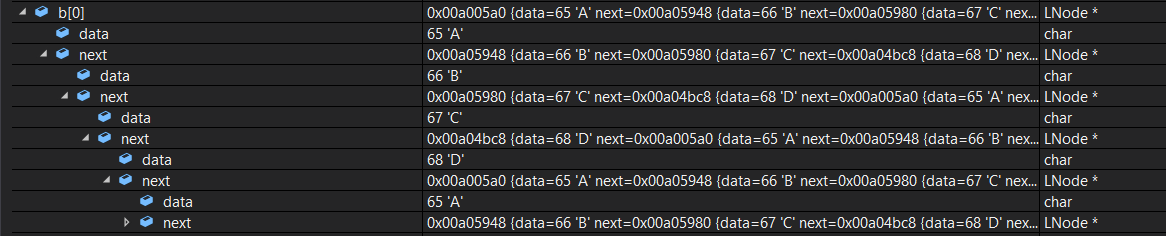 b[0] 0x00a005a0 {data=65 'A' next=0x00a05948 {data=66 'B' next=0x00a05980 {data=67 'C' nex... LNode *
data 65 'A' char
next 0x00a05948 {data=66 'B' next=0x00a05980 {data=67 'C' next=0x00a04bc8 {data=68 'D' nex... LNode *
data 66 'B' char
next 0x00a05980 {data=67 'C' next=0x00a04bc8 {data=68 'D' next=0x00a005a0 {data=65 'A' nex... LNode *
data 67 'C' char
next 0x00a04bc8 {data=68 'D' next=0x00a005a0 {data=65 'A' next=0x00a05948 {data=66 'B' nex... LNode *
data 68 'D' char
next 0x00a005a0 {data=65 'A' next=0x00a05948 {data=66 'B' next=0x00a05980 {data=67 'C' nex... LNode *
data 65 'A' char
next 0x00a05948 {data=66 'B' next=0x00a05980 {data=67 'C' next=0x00a04bc8 {data=68 'D' nex... LNode *